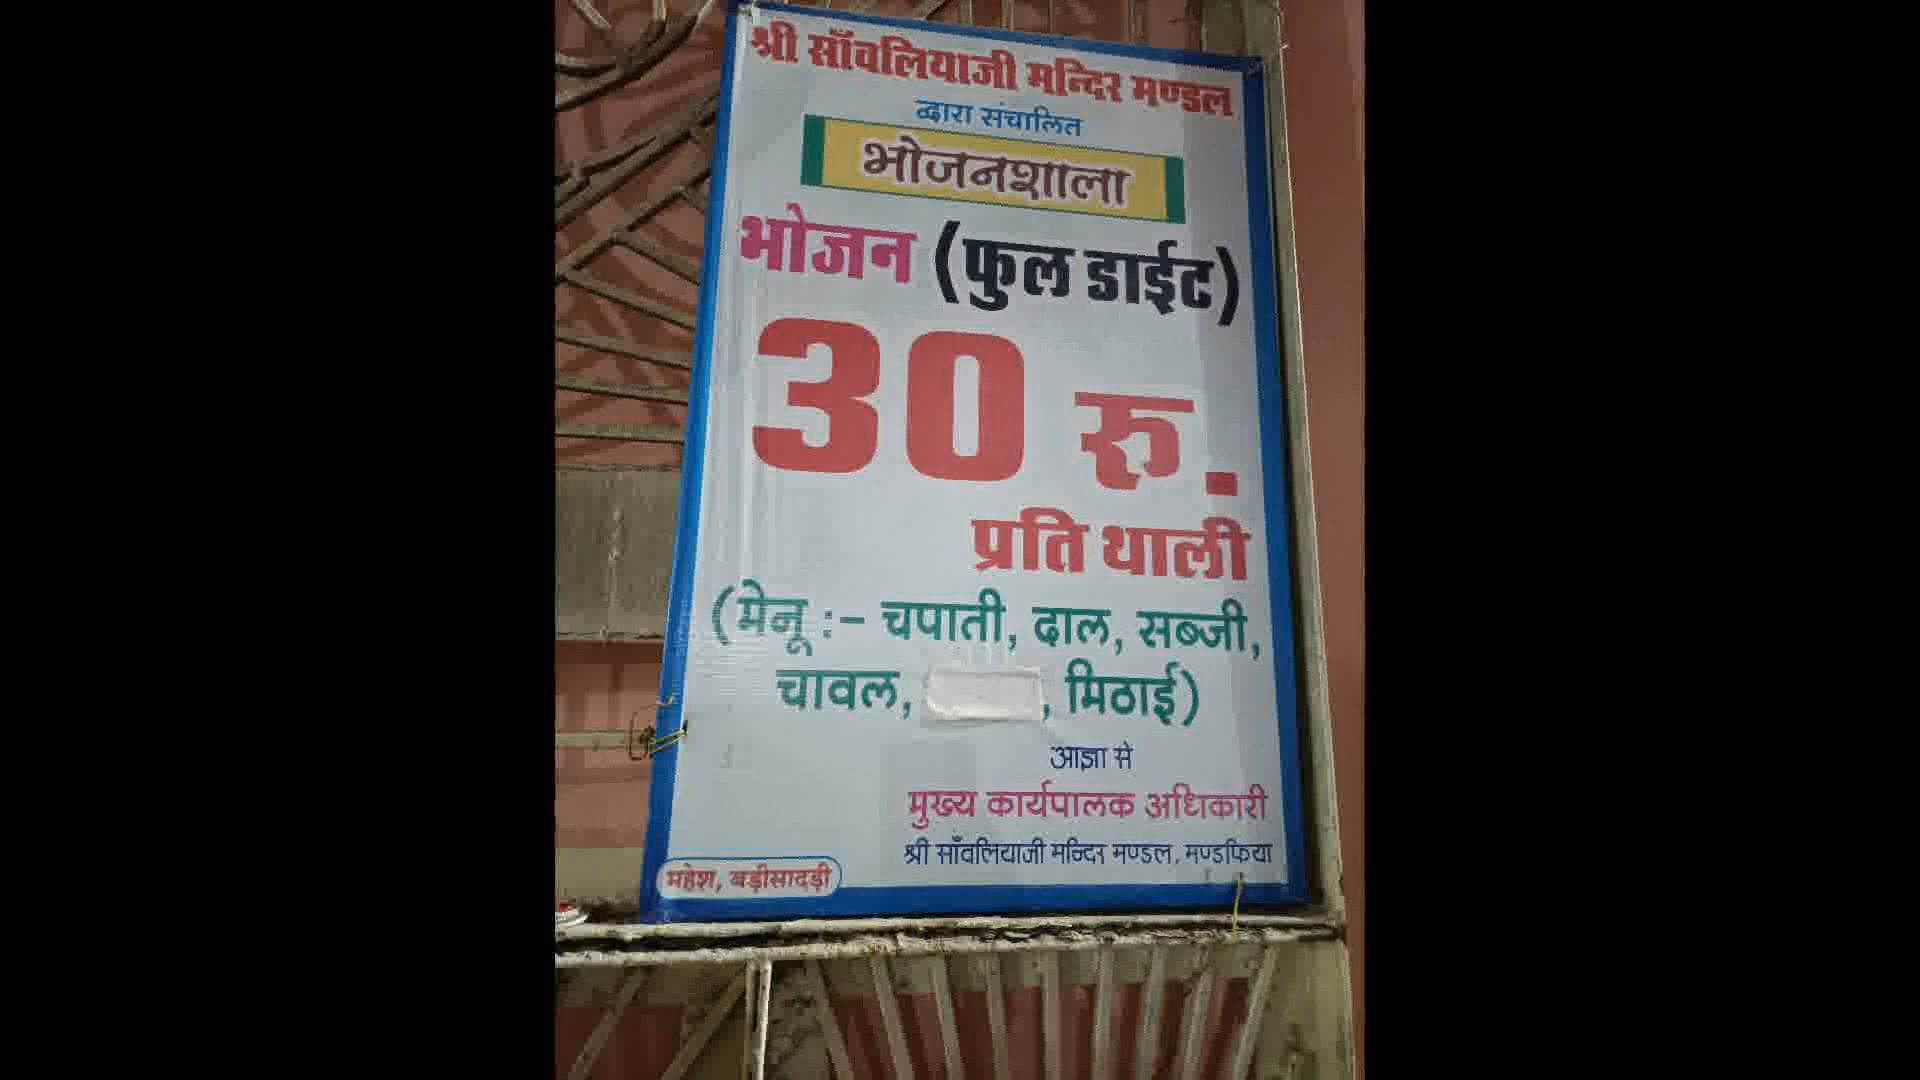 श्री साँवलियाजी मन्दिर मण्डल
द्वारा संचालित
भोजनशाला
भोजन (फुल डाईट)
30 रु.
प्रति थाली
(मेनू :- चपाती, दाल, सब्जी,
चावल, , मिठाई)
आज्ञा से
मुख्य कार्यपालक अधिकारी
श्री साँवलियाजी मन्दिर मण्डल, मण्डफिया
महेश, बड़ीसादड़ी